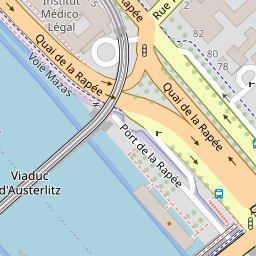 Institut
Médico-
Légal
Rapée
Rue
82
80
78
Quai de la Rapée
Voie Mazas
Quai de la Rapée
Port de la Rapée
Viaduc
d'Austerlitz